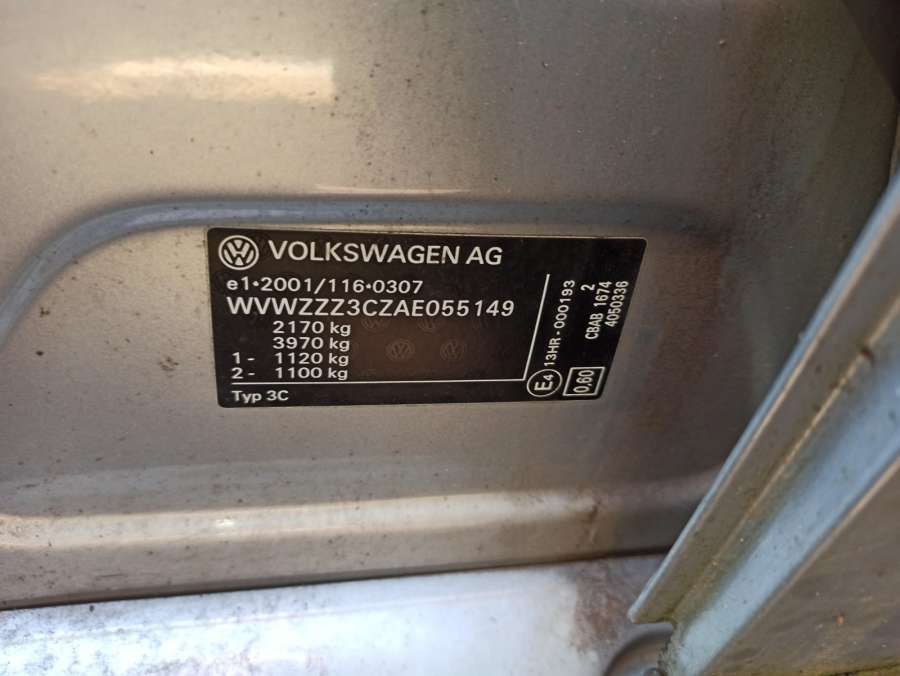 VOLKSWAGEN AG
e1•2001/116•0307
WVWZZZ3CZAE055149
2170 kg
3970 kg
1- 1120 kg
2- 1100 kg
Typ 3C
E4 13HR-000193
0,60
CBAB 1674 2
4050336